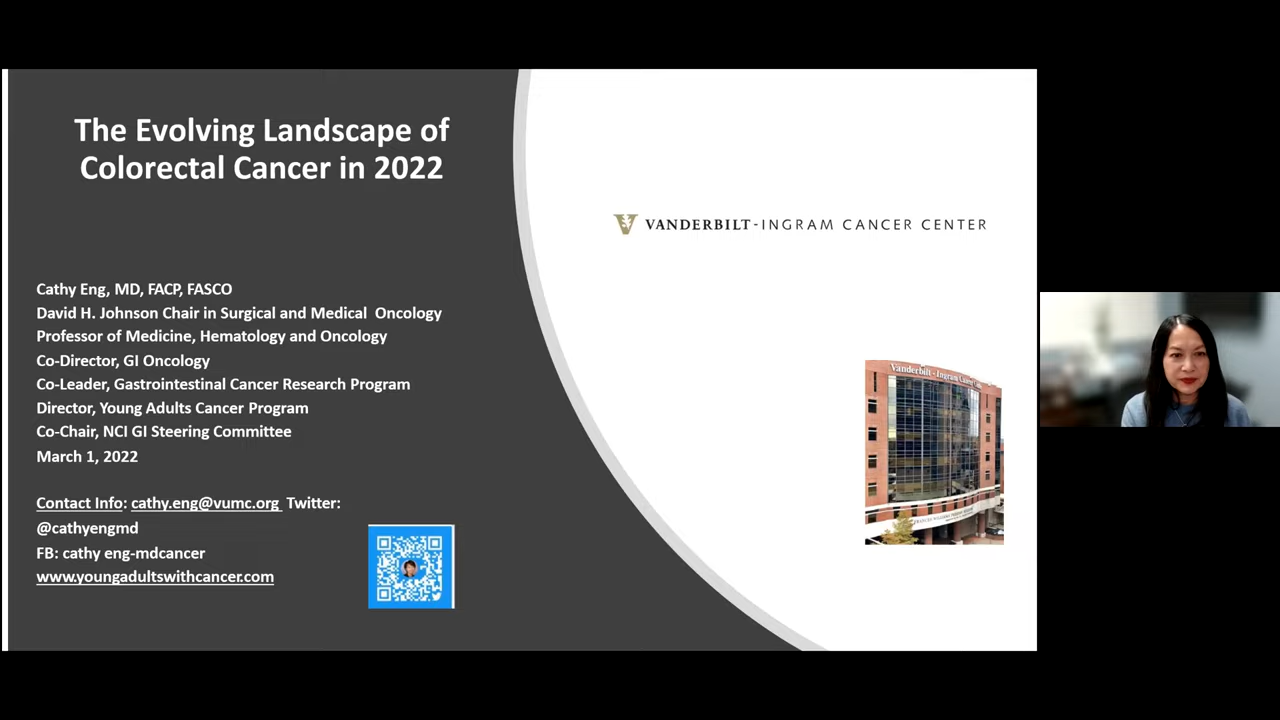 The Evolving Landscape of
Colorectal Cancer in 2022
VANDERBILT-INGRAM CANCER CENTER
Cathy Eng, MD, FACP, FASCO
David H. Johnson Chair in Surgical and Medical Oncology
Professor of Medicine, Hematology and Oncology
Co-Director, GI Oncology
Co-Leader, Gastrointestinal Cancer Research Program
Director, Young Adults Cancer Program
Co-Chair, NCI GI Steering Committee
March 1, 2022
Contact Info: cathy.eng@vumc.org Twitter:
@cathyengmd
FB: cathy eng-mdcancer
www.youngadultswithcancer.com
Vanderbilt-Ingram Cancer